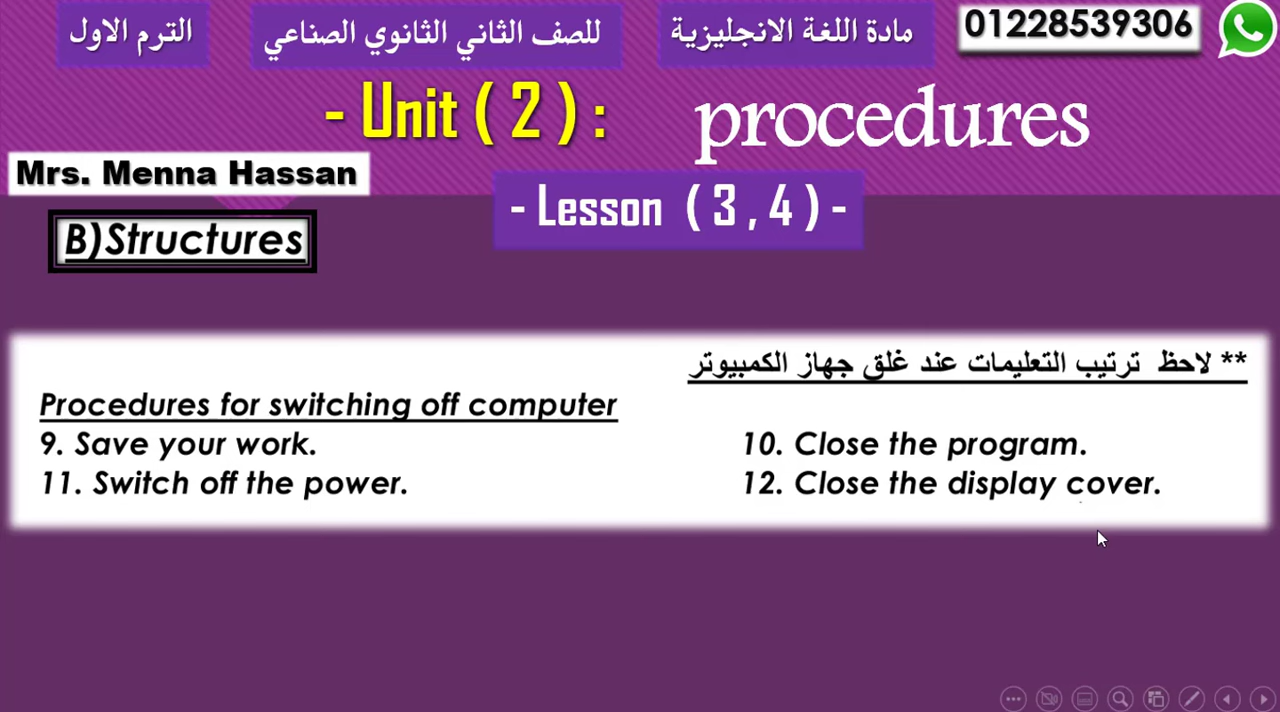 الترم الاول
للصف الثاني الثانوي الصناعي
مادة اللغة الانجليزية
01228539306
- Unit ( 2 ) : procedures
Mrs. Menna Hassan
- Lesson ( 3 , 4 ) -
B)Structures
** لاحظ ترتيب التعليمات عند غلق جهاز الكمبيوتر
Procedures for switching off computer
9. Save your work.
10. Close the program.
11. Switch off the power.
12. Close the display cover.